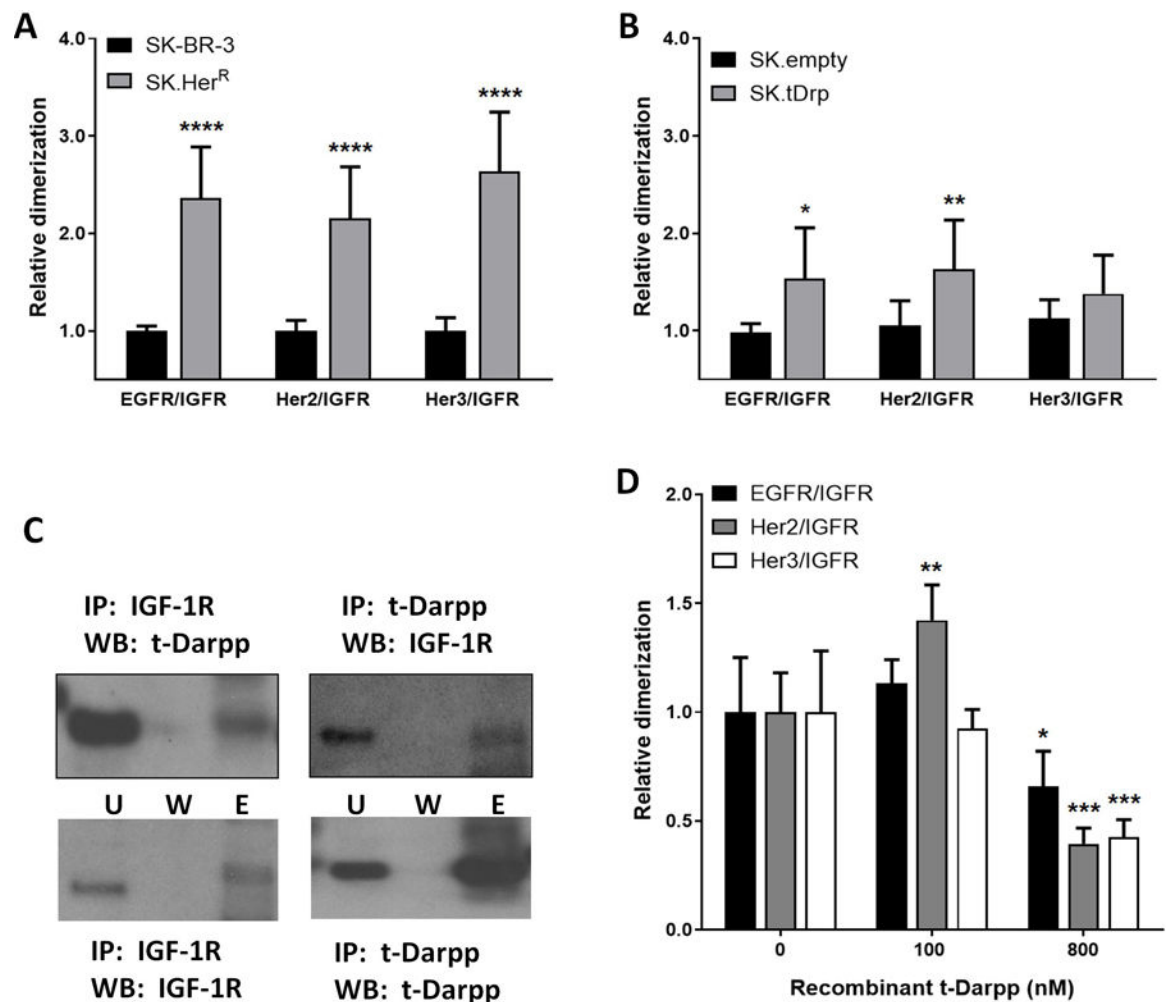 A
4.0
3.0
2.0
1.0
Relative dimerization
SK-BR-3
SK.HerR
****
****
****
EGFR/IGFR
Her2/IGFR
Her3/IGFR
B
4.0
3.0
2.0
1.0
Relative dimerization
SK.empty
SK.tDrp
*
**
EGFR/IGFR
Her2/IGFR
Her3/IGFR
C
IP: IGF-1R
WB: t-Darpp
IP: t-Darpp
WB: IGF-1R
U W E
U W E
IP: IGF-1R
WB: IGF-1R
IP: t-Darpp
WB: t-Darpp
D
2.0
1.5
1.0
0.5
0.0
Relative dimerization
EGFR/IGFR
Her2/IGFR
Her3/IGFR
**
*
***
***
0
100
800
Recombinant t-Darpp (nM)